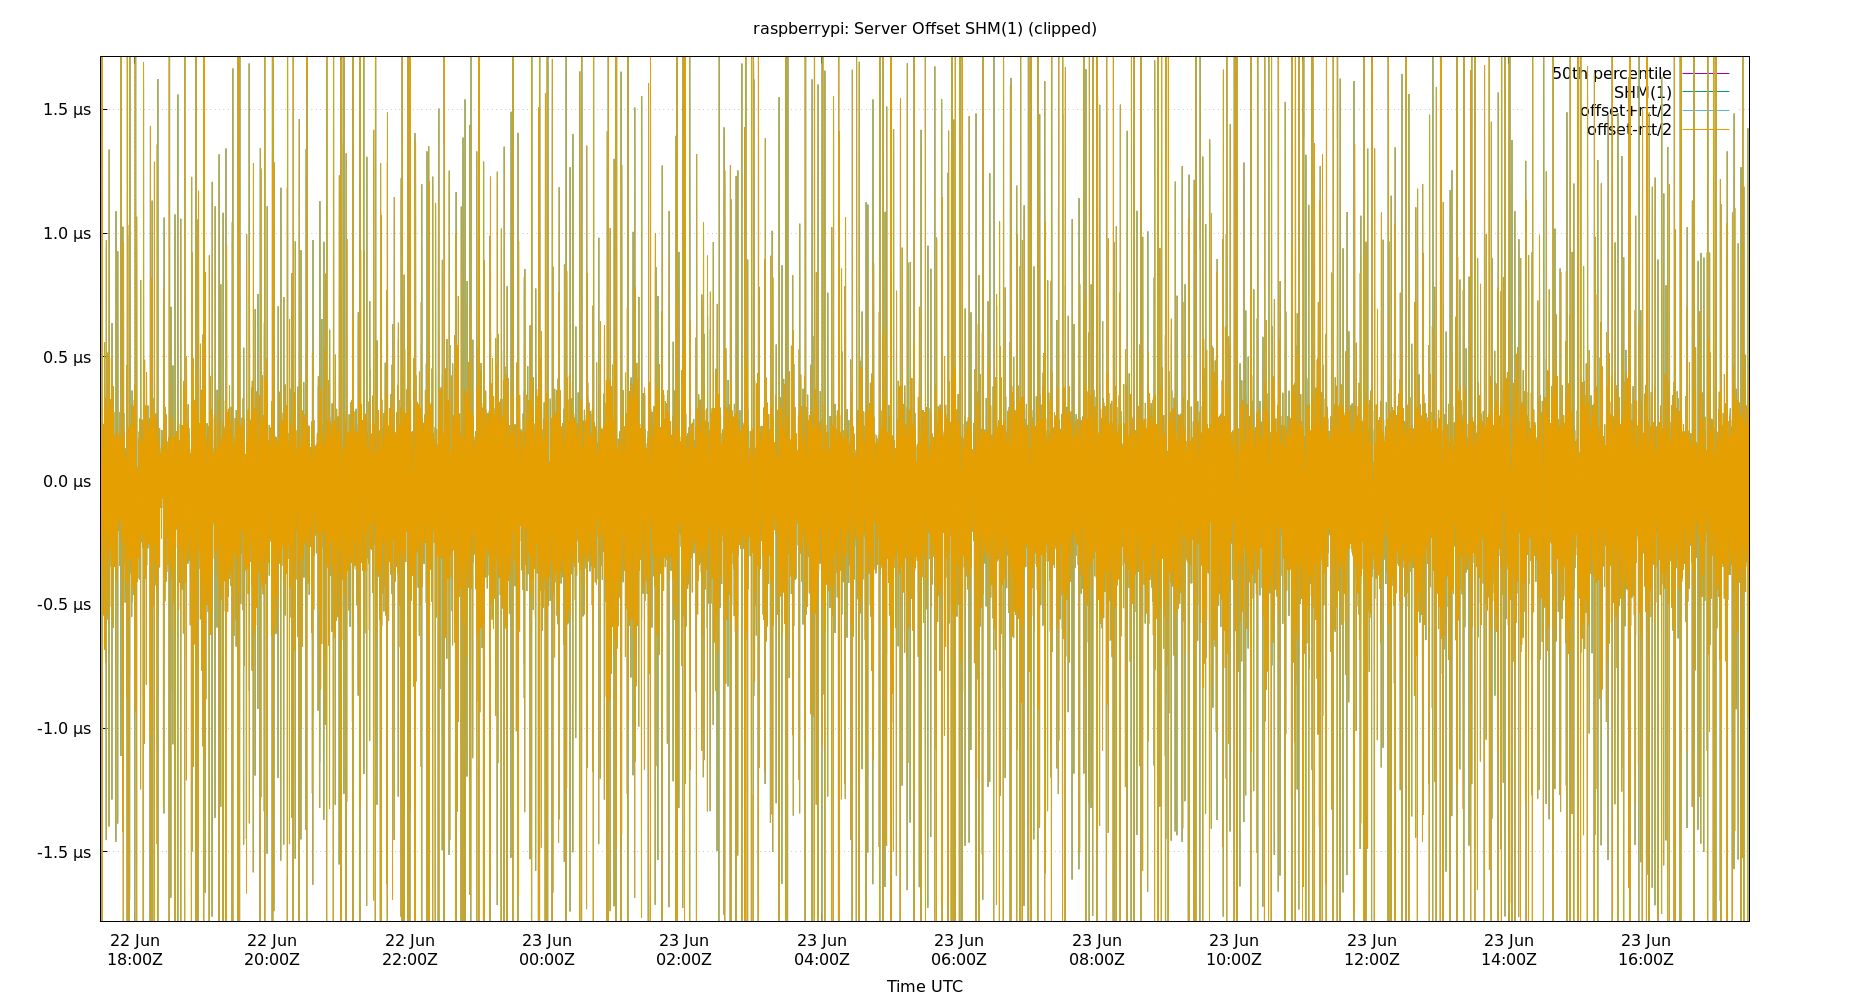 raspberrypi: Server Offset SHM(1) (clipped)
50th percentile
SHM(1)
offset+rtt/2
offset-rtt/2
1.5 µs
1.0 µs
0.5 µs
0.0 µs
-0.5 µs
-1.0 µs
-1.5 µs
22 Jun 22 Jun 22 Jun 23 Jun 23 Jun 23 Jun 23 Jun 23 Jun 23 Jun 23 Jun 23 Jun 23 Jun
18:00Z 20:00Z 22:00Z 00:00Z 02:00Z 04:00Z 06:00Z 08:00Z 10:00Z 12:00Z 14:00Z 16:00Z
Time UTC